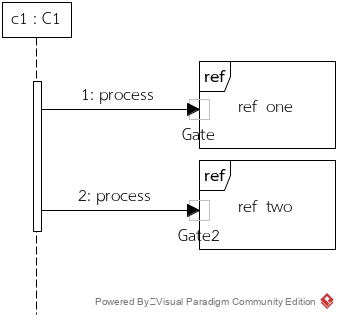 c1 : C1
ref
1: process
ref one
Gate
ref
2: process
ref two
Gate2
Powered By Visual Paradigm Community Edition